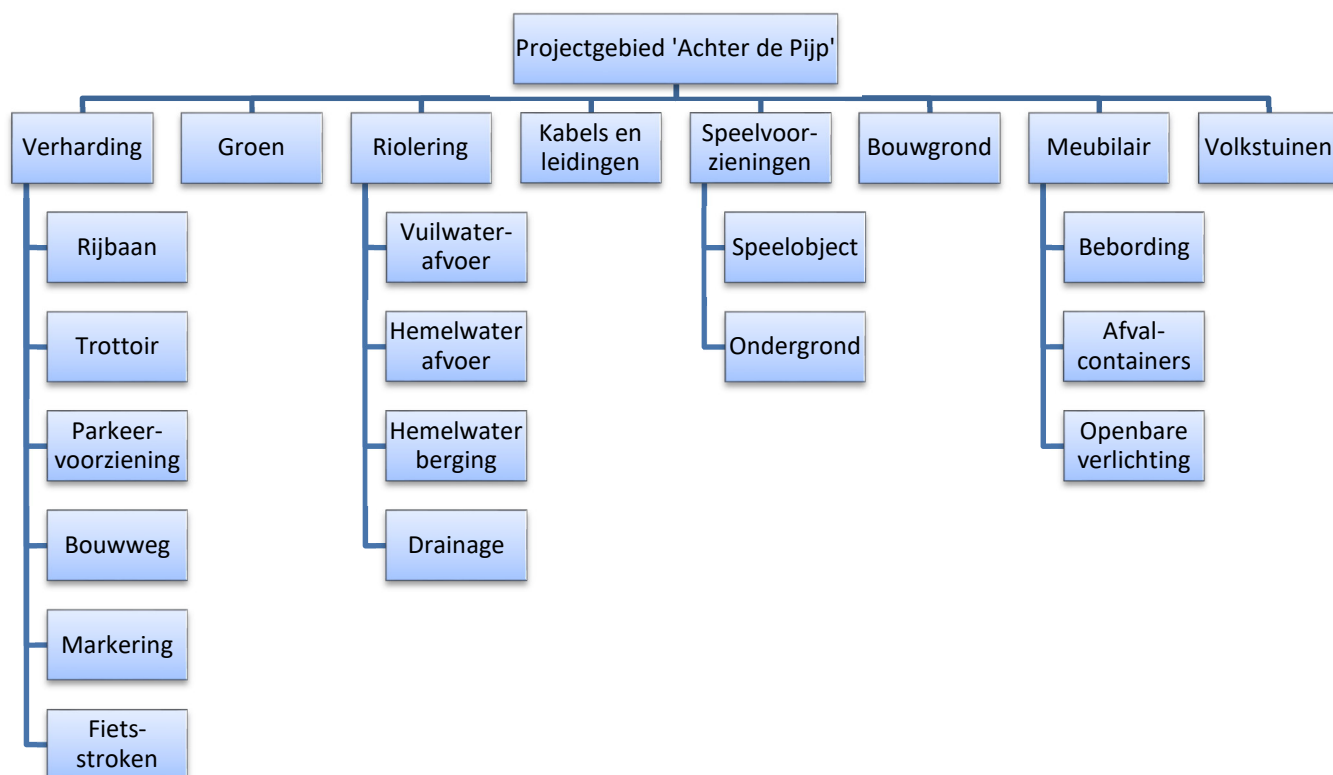 Projectgebied 'Achter de Pijp'
Verharding
Groen
Riolering
Kabels en
leidingen
Speelvoor-
zieningen
Bouwgrond
Meubilair
Volkstuinen
Rijbaan
Trottoir
Parkeer-
voorziening
Bouwweg
Markering
Fiets-
stroken
Vuilwater-
afvoer
Hemelwater
afvoer
Hemelwater
berging
Drainage
Speelobject
Ondergrond
Bebording
Afval-
containers
Openbare
verlichting